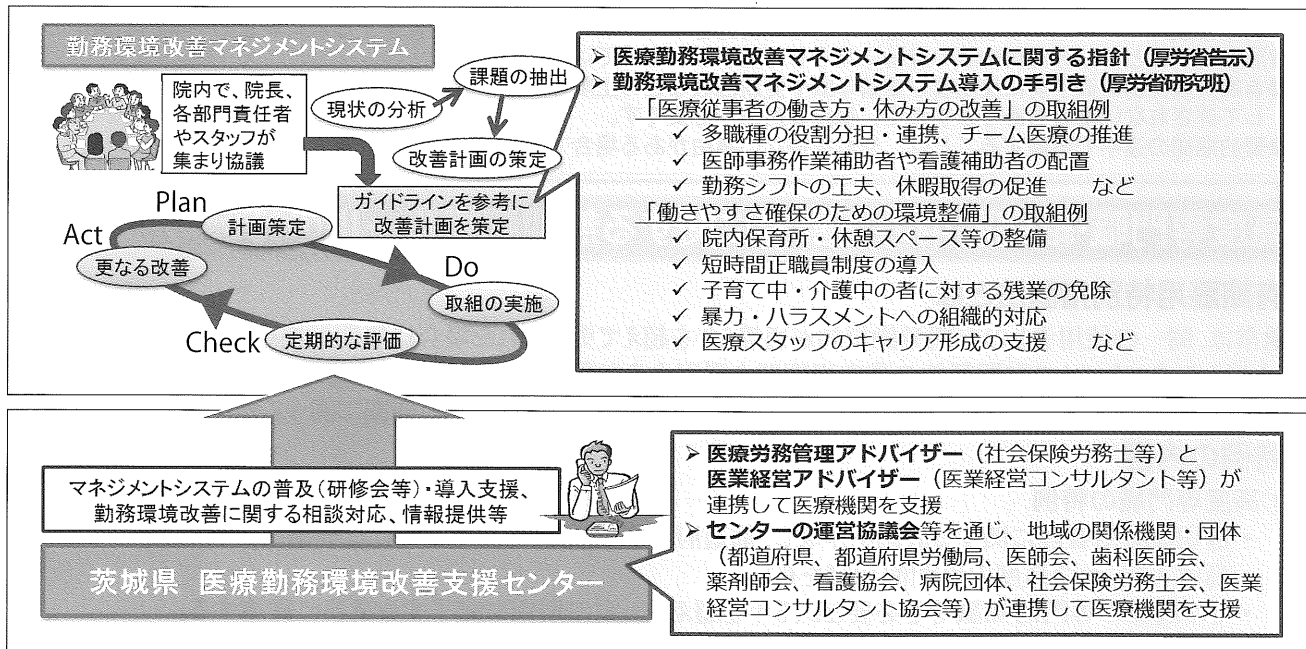 勤務環境改善マネジメントシステム
院内で、院長、
各部門責任者
やスタッフが
集まり協議
現状の分析
課題の抽出
改善計画の策定
ガイドラインを参考に
改善計画を策定
Plan
計画策定
Act
更なる改善
Do
取組の実施
Check
定期的な評価
➢ 医療勤務環境改善マネジメントシステムに関する指針（厚労省告示）
➢ 勤務環境改善マネジメントシステム導入の手引き（厚労省研究班）
「医療従事者の働き方・休み方の改善」の取組例
✓ 多職種の役割分担・連携、チーム医療の推進
✓ 医師事務作業補助者や看護補助者の配置
✓ 勤務シフトの工夫、休暇取得の促進　など
「働きやすさ確保のための環境整備」の取組例
✓ 院内保育所・休憩スペース等の整備
✓ 短時間正職員制度の導入
✓ 子育て中・介護中の者に対する残業の免除
✓ 暴力・ハラスメントへの組織的対応
✓ 医療スタッフのキャリア形成の支援　など
マネジメントシステムの普及（研修会等）・導入支援、
勤務環境改善に関する相談対応、情報提供等
茨城県　医療勤務環境改善支援センター
➢ 医療労務管理アドバイザー（社会保険労務士等）と
医業経営アドバイザー（医業経営コンサルタント等）が
連携して医療機関を支援
➢ センターの運営協議会等を通じ、地域の関係機関・団体
（都道府県、都道府県労働局、医師会、歯科医師会、
薬剤師会、看護協会、病院団体、社会保険労務士会、医業
経営コンサルタント協会等）が連携して医療機関を支援